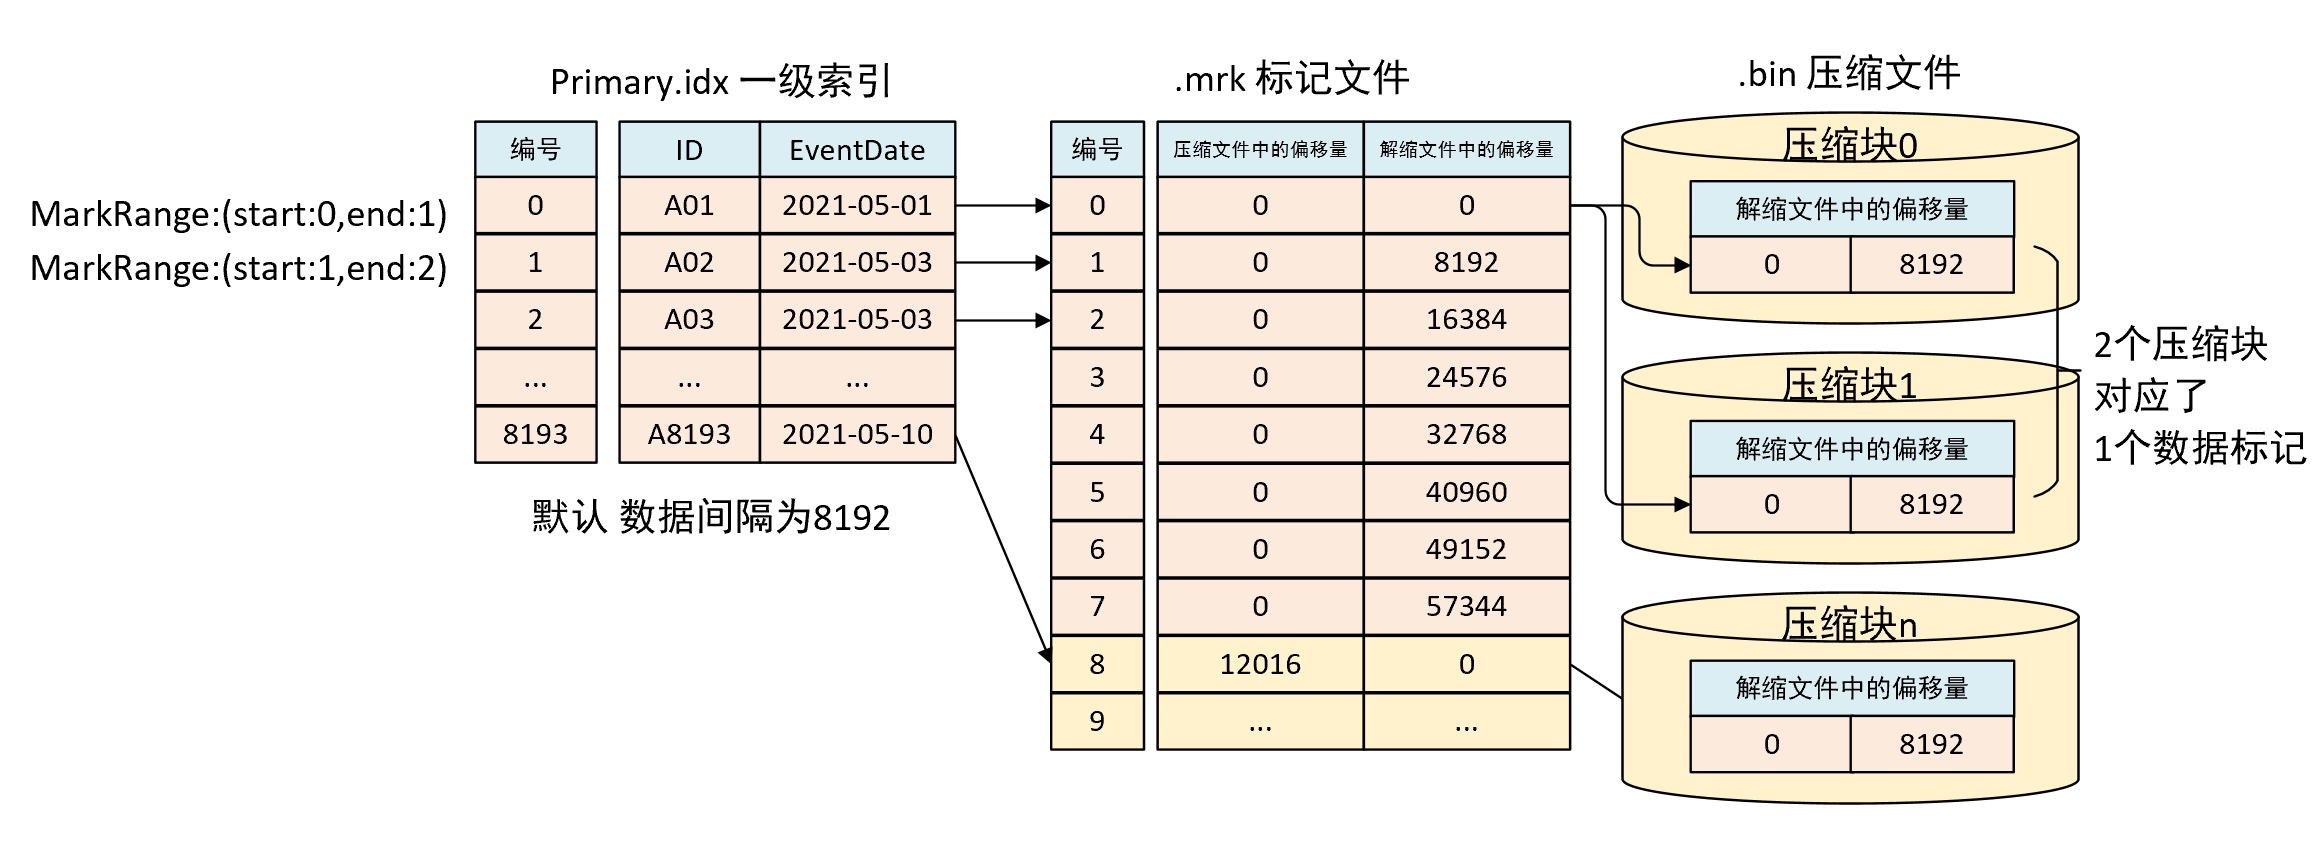 Primary.idx 一级索引
.mrk 标记文件
.bin 压缩文件
MarkRange:(start:0,end:1)
MarkRange:(start:1,end:2)
编号 ID EventDate
0 A01 2021-05-01
1 A02 2021-05-03
2 A03 2021-05-03
... ... ...
8193 A8193 2021-05-10
默认 数据间隔为8192
编号 压缩文件中的偏移量 解缩文件中的偏移量
0 0 0
1 0 8192
2 0 16384
3 0 24576
4 0 32768
5 0 40960
6 0 49152
7 0 57344
8 12016 0
9 ... ...
压缩块0
解缩文件中的偏移量
0 8192
压缩块1
解缩文件中的偏移量
0 8192
2个压缩块
对应了
1个数据标记
压缩块n
解缩文件中的偏移量
0 8192